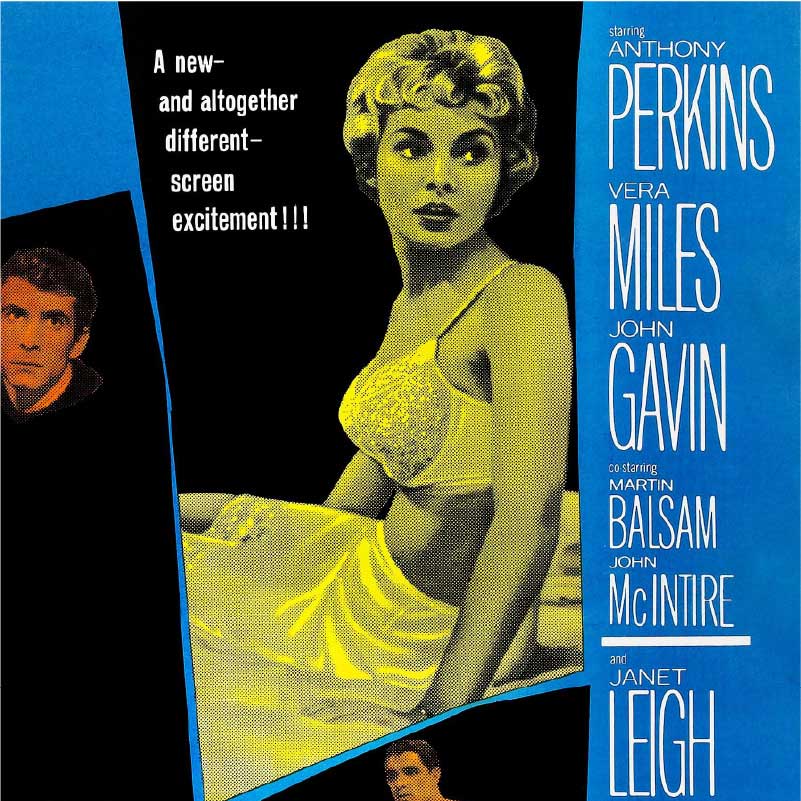 A new–
and altogether
different–
screen
excitement!!!
starring
ANTHONY
PERKINS
VERA
MILES
JOHN
GAVIN
co-starring
MARTIN
BALSAM
JOHN
McINTIRE
and
JANET
LEIGH